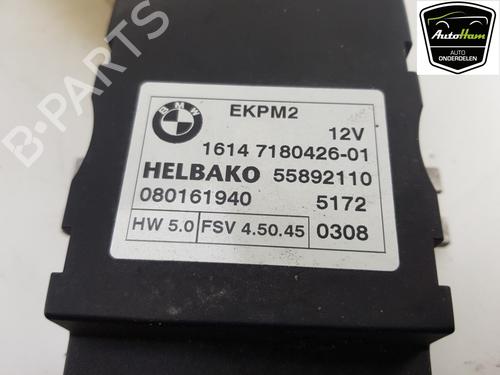 AutoHam
AUTO
ONDERDELEN
B-PARTS
BMW
EKPM2
12V
1614 7180426-01
HELBAKO 55892110
080161940 5172
HW 5.0 FSV 4.50.45 0308